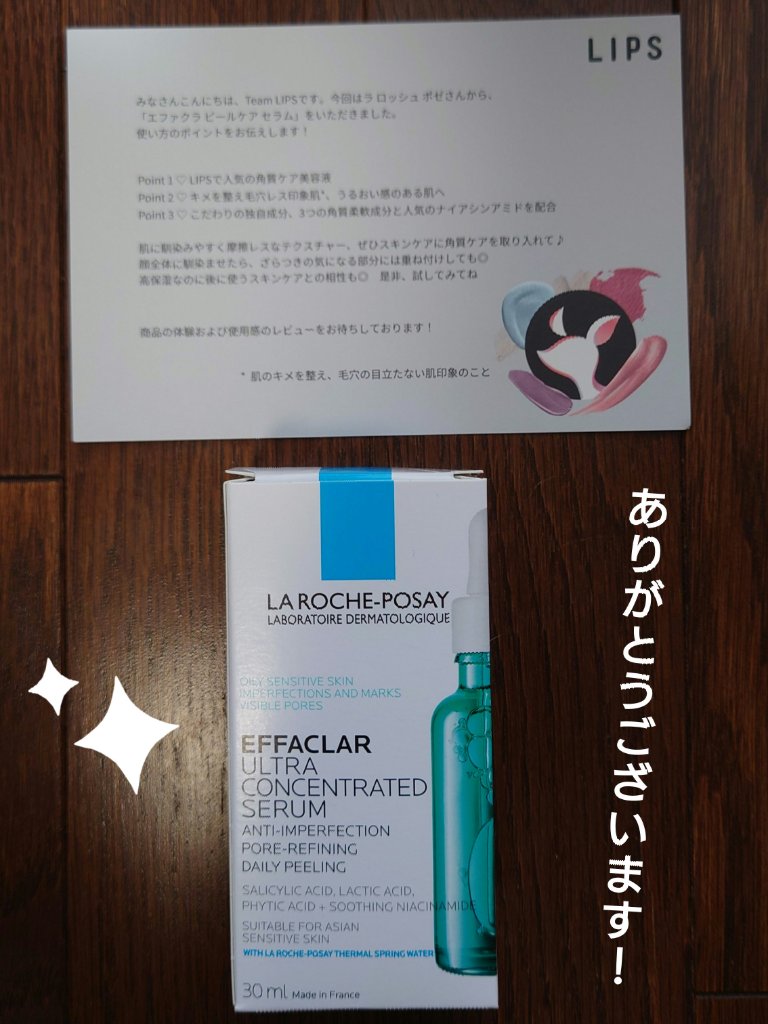 LIPS
みなさんこんにちは、Team LIPSです。今回はラ ロッシュ ポゼさんから、
「エファクラ ピールケア セラム」をいただきました。
使い方のポイントをお伝えします！
Point 1 ♡ LIPSで人気の角質ケア美容液
Point 2 ♡ キメを整え毛穴レス印象肌*、うるおい感のある肌へ
Point 3 ♡ こだわりの独自成分、3つの角質柔軟成分と人気のナイアシンアミドを配合
肌に馴染みやすく摩擦レスなテクスチャー、ぜひスキンケアに角質ケアを取り入れて♪
顔全体に馴染ませたら、ざらつきの気になる部分には重ね付けしても◎
高保湿なのに後に使うスキンケアとの相性も◎　是非、試してみてね
商品の体験および使用感のレビューをお待ちしております！
* 肌のキメを整え、毛穴の目立たない肌印象のこと
LA ROCHE-POSAY
LABORATOIRE DERMATOLOGIQUE
OILY SENSITIVE SKIN
IMPERFECTIONS AND MARKS
VISIBLE PORES
EFFACLAR
ULTRA
CONCENTRATED
SERUM
ANTI-IMPERFECTION
PORE-REFINING
DAILY PEELING
SALICYLIC ACID, LACTIC ACID,
PHYTIC ACID + SOOTHING NIACINAMIDE
SUITABLE FOR ASIAN
SENSITIVE SKIN
WITH LA ROCHE-POSAY THERMAL SPRING WATER
30 ml Made in France
ありがとうございます！